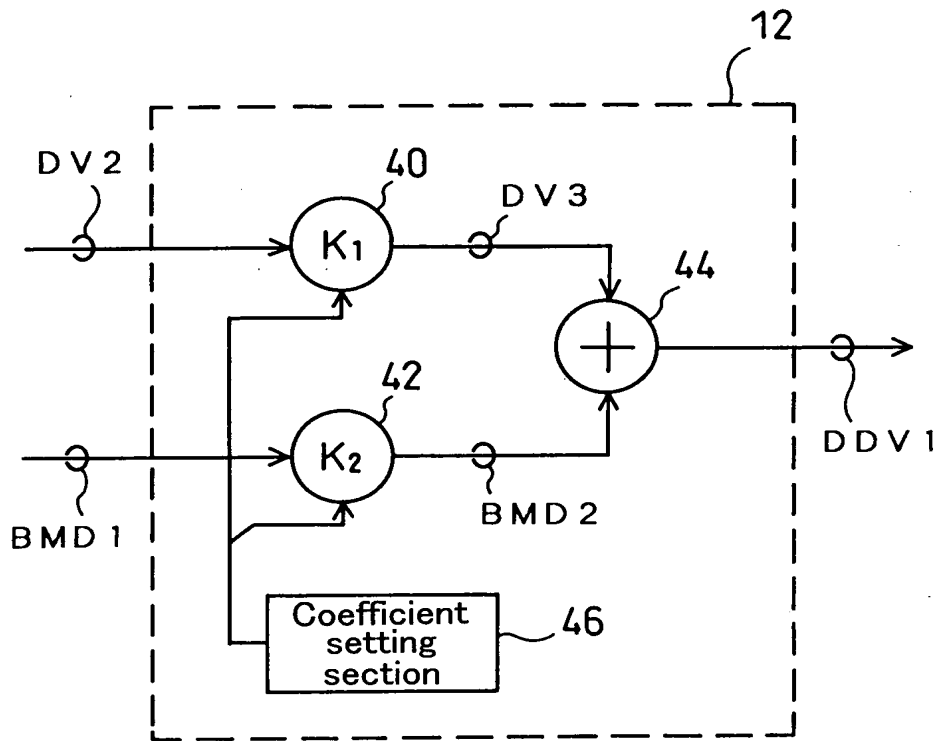 12
DV2
40
K1
DV3
44
+
DDV1
42
K2
BMD1
BMD2
Coefficient
setting
section
46